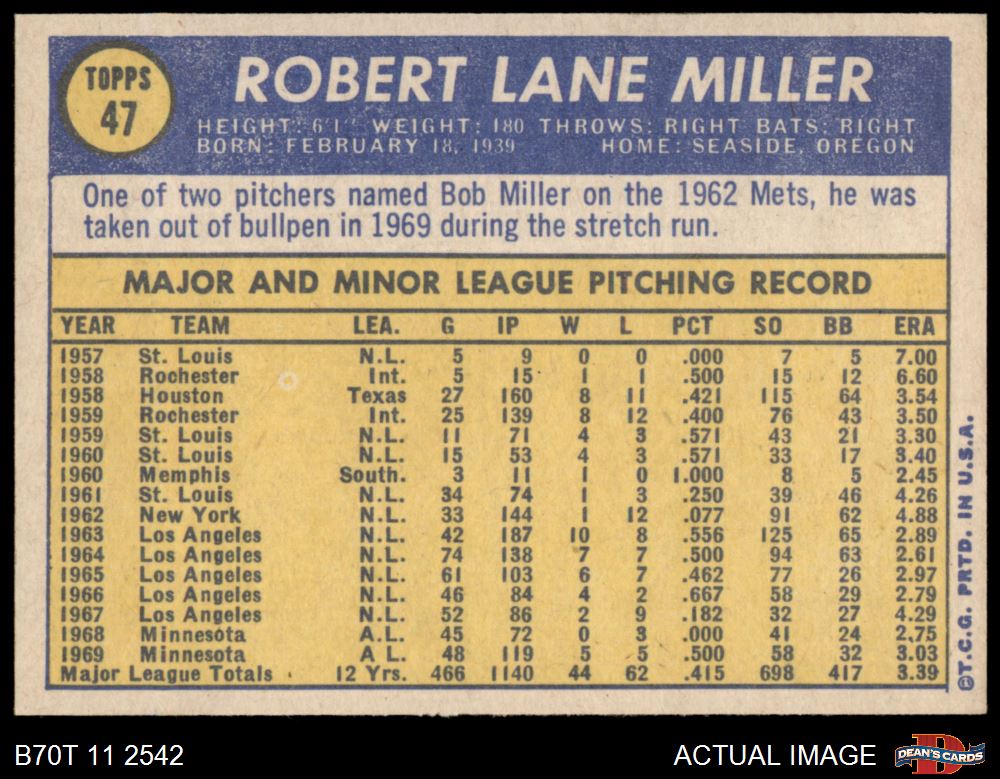 TOPPS
47
ROBERT LANE MILLER
HEIGHT: 6'1" WEIGHT: 180 THROWS: RIGHT BATS: RIGHT
BORN: FEBRUARY 18, 1939 HOME: SEASIDE, OREGON
One of two pitchers named Bob Miller on the 1962 Mets, he was
taken out of bullpen in 1969 during the stretch run.
MAJOR AND MINOR LEAGUE PITCHING RECORD
YEAR TEAM LEA. G IP W L PCT SO BB ERA
1957 St. Louis N.L. 5 9 0 0 .000 7 5 7.00
1958 Rochester Int. 5 15 1 1 .500 15 12 6.60
1958 Houston Texas 27 160 8 11 .421 115 64 3.54
1959 Rochester Int. 25 139 8 12 .400 76 43 3.50
1959 St. Louis N.L. 11 71 4 3 .571 43 21 3.30
1960 St. Louis N.L. 15 53 4 3 .571 33 17 3.40
1960 Memphis South. 3 11 1 0 1.000 8 5 2.45
1961 St. Louis N.L. 34 74 1 3 .250 39 46 4.26
1962 New York N.L. 33 144 1 12 .077 91 62 4.88
1963 Los Angeles N.L. 42 187 10 8 .556 125 65 2.89
1964 Los Angeles N.L. 74 138 7 7 .500 94 63 2.61
1965 Los Angeles N.L. 61 103 6 7 .462 77 26 2.97
1966 Los Angeles N.L. 46 84 4 2 .667 58 29 2.79
1967 Los Angeles N.L. 52 86 2 9 .182 32 27 4.29
1968 Minnesota A.L. 45 72 0 3 .000 41 24 2.75
1969 Minnesota A L. 48 119 5 5 .500 58 32 3.03
Major League Totals 12 Yrs. 466 1140 44 62 .415 698 417 3.39
©T.C.G. PRTD. IN U.S.A.
B70T 11 2542
ACTUAL IMAGE
DEAN'S CARDS